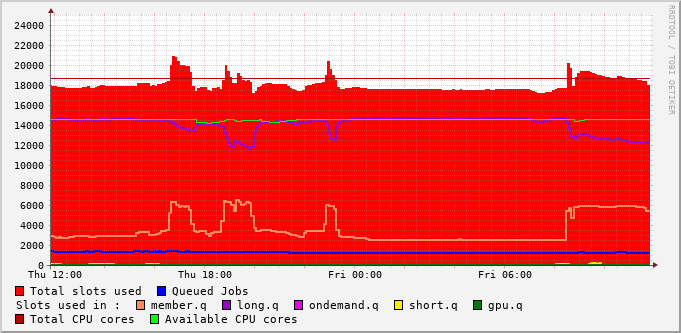 24000
22000
20000
18000
16000
14000
12000
10000
8000
6000
4000
2000
0
Thu 12:00 Thu 18:00 Fri 00:00 Fri 06:00
Total slots used Queued Jobs
Slots used in : member.q long.q ondemand.q short.q gpu.q
Total CPU cores Available CPU cores
RRDTOOL / TOBI OETIKER